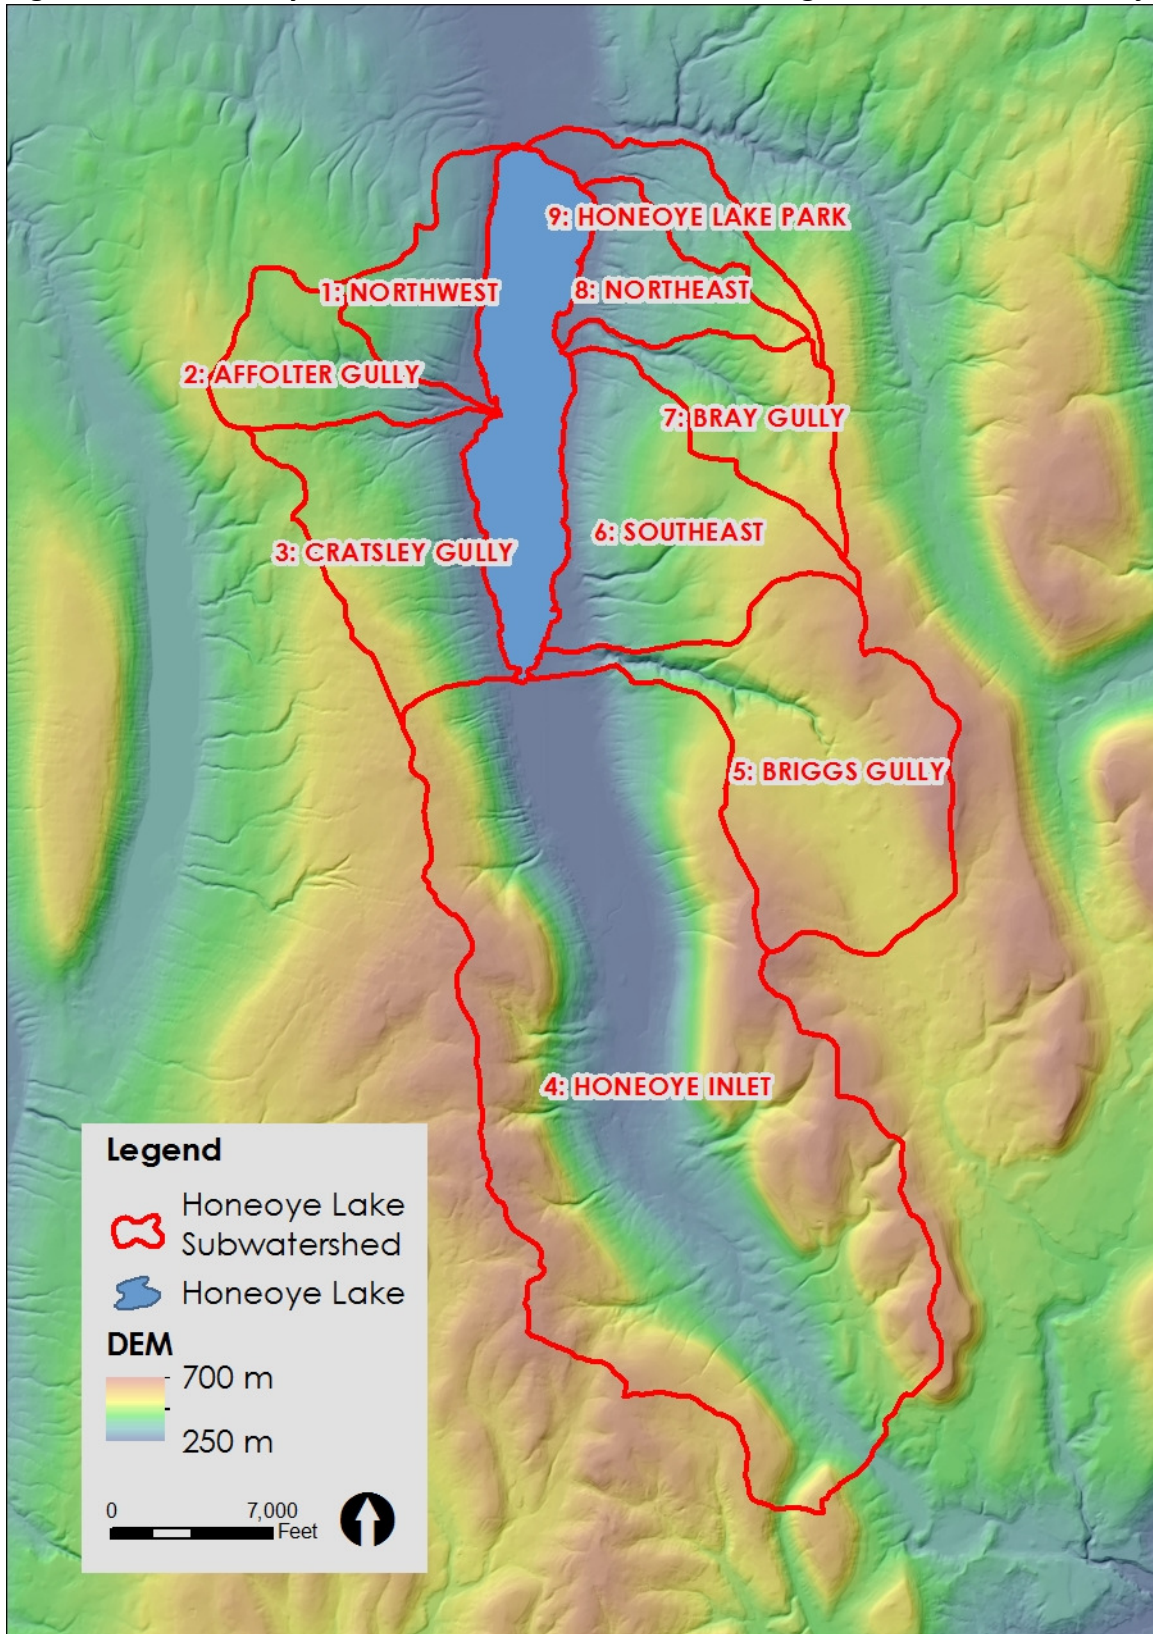 9: HONEOYE LAKE PARK
1: NORTHWEST
8: NORTHEAST
2: AFFOLTER GULLY
7: BRAY GULLY
6: SOUTHEAST
3: CRATSLEY GULLY
5: BRIGGS GULLY
4: HONEOYE INLET
Legend
Honeoye Lake
Subwatershed
Honeoye Lake
DEM
700 m
250 m
0 7,000
Feet